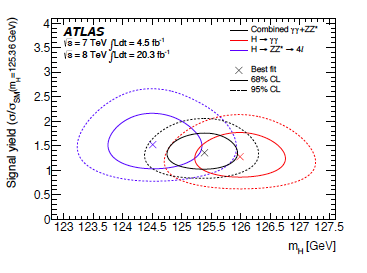 ATLAS
√s = 7 TeV ∫Ldt = 4.5 fb⁻¹
√s = 8 TeV ∫Ldt = 20.3 fb⁻¹
Combined γγ+ZZ*
H → γγ
H → ZZ* → 4l
Best fit
68% CL
95% CL
Signal yield (σ/σSM(mH=125.36 GeV))
4
3.5
3
2.5
2
1.5
1
0.5
0
123 123.5 124 124.5 125 125.5 126 126.5 127 127.5
mH [GeV]